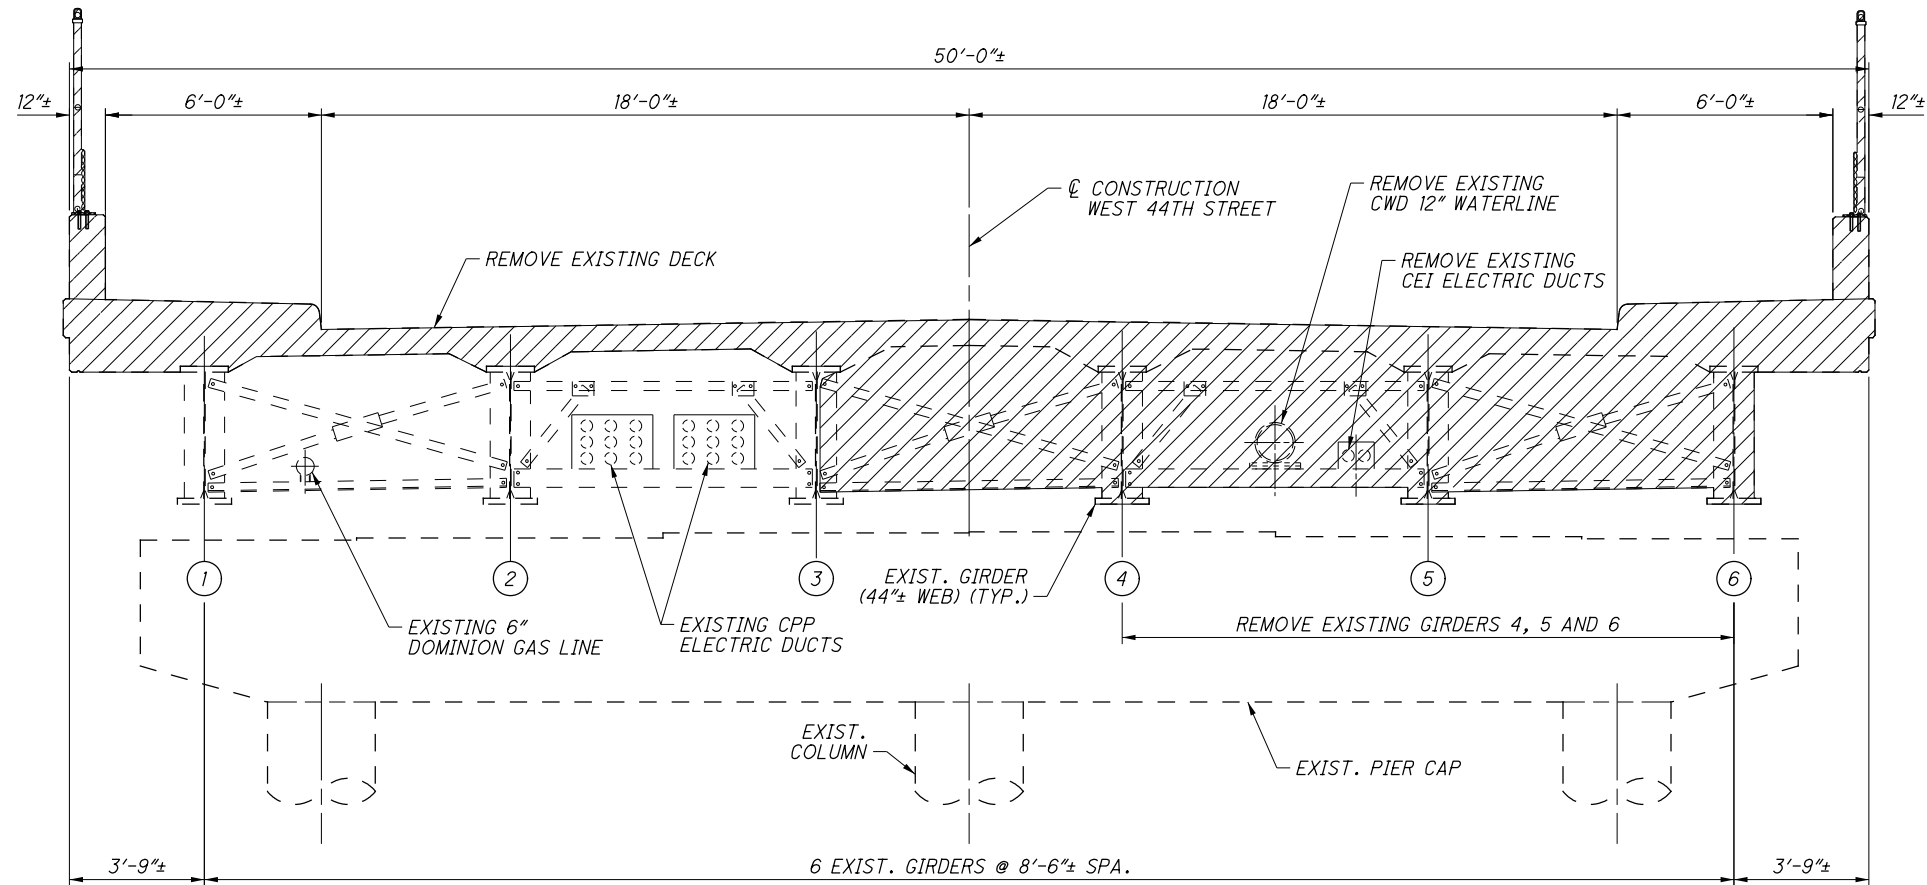 50'-0"±
12"±
6'-0"±
18'-0"±
18'-0"±
6'-0"±
12"±
℄ CONSTRUCTION
WEST 44TH STREET
REMOVE EXISTING
CWD 12" WATERLINE
REMOVE EXISTING DECK
REMOVE EXISTING
CEI ELECTRIC DUCTS
1
2
3
4
5
6
EXIST. GIRDER
(44"± WEB) (TYP.)
EXISTING 6"
DOMINION GAS LINE
EXISTING CPP
ELECTRIC DUCTS
REMOVE EXISTING GIRDERS 4, 5 AND 6
EXIST.
COLUMN
EXIST. PIER CAP
3'-9"±
6 EXIST. GIRDERS @ 8'-6"± SPA.
3'-9"±